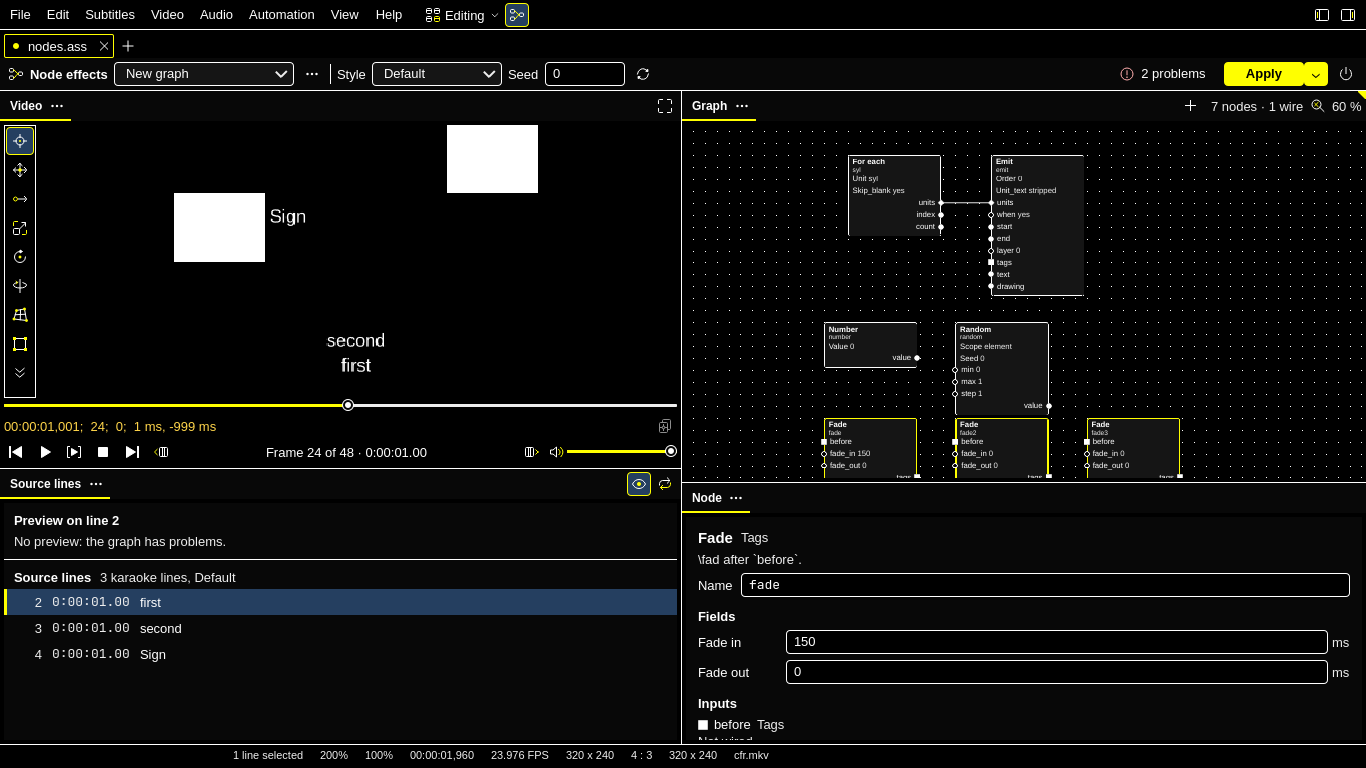 File Edit Subtitles Video Audio Automation View Help Editing
nodes.ass
Node effects New graph Style Default Seed 0 2 problems Apply
Video
Graph 7 nodes · 1 wire 60 %
Sign
second
first
00:00:01,001; 24; 0; 1 ms, -999 ms
Frame 24 of 48 · 0:00:01.00
Source lines
Preview on line 2
No preview: the graph has problems.
Source lines 3 karaoke lines, Default
2 0:00:01.00 first
3 0:00:01.00 second
4 0:00:01.00 Sign
For each
syl
Unit syl
Skip_blank yes
units
index
count
Emit
emit
Order 0
Unit_text stripped
units
when yes
start
end
layer 0
tags
text
drawing
Number
number
Value 0
value
Random
random
Scope element
Seed 0
min 0
max 1
step 1
value
Fade
fade
before
fade_in 150
fade_out 0
tags
Fade
fade2
before
fade_in 0
fade_out 0
tags
Fade
fade3
before
fade_in 0
fade_out 0
tags
Node
Fade Tags
\fad after `before`.
Name fade
Fields
Fade in 150 ms
Fade out 0 ms
Inputs
before Tags
Not wired
1 line selected 200% 100% 00:00:01,960 23.976 FPS 320 x 240 4 : 3 320 x 240 cfr.mkv